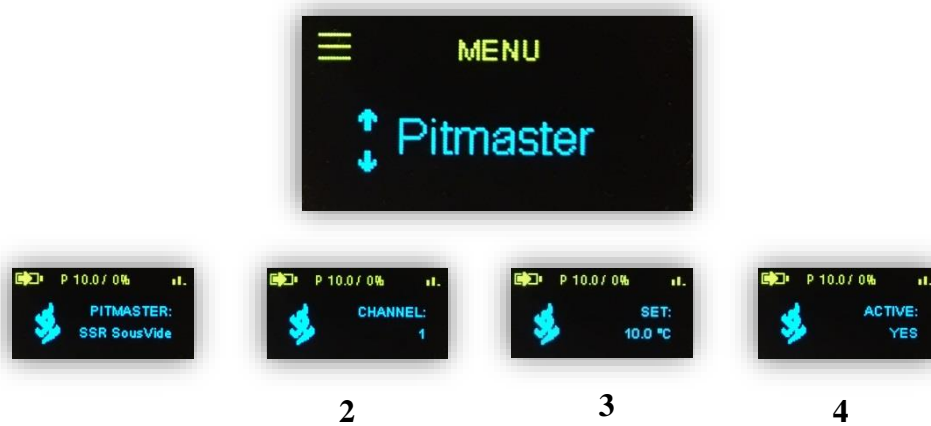 MENU
Pitmaster
P 10.0 / 0%
PITMASTER:
SSR SousVide
P 10.0 / 0%
CHANNEL:
1
P 10.0 / 0%
SET:
10.0 °C
P 10.0 / 0%
ACTIVE:
YES
2
3
4